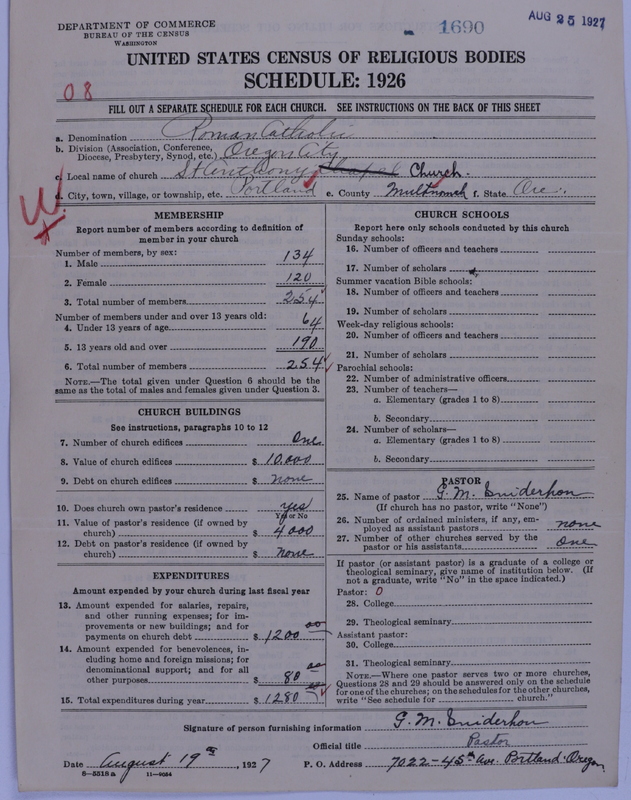 DEPARTMENT OF COMMERCE
BUREAU OF THE CENSUS
WASHINGTON
1690
AUG 25 1927
UNITED STATES CENSUS OF RELIGIOUS BODIES
SCHEDULE: 1926
08
FILL OUT A SEPARATE SCHEDULE FOR EACH CHURCH. SEE INSTRUCTIONS ON THE BACK OF THIS SHEET
a. Denomination Roman Catholic
b. Division (Association, Conference, Diocese, Presbytery, Synod, etc.) Oregon City
c. Local name of church St Anthony Chapel Church.
d. City, town, village, or township, etc. Portland e. County Multnomah f. State Ore.
MEMBERSHIP
Report number of members according to definition of
member in your church
Number of members, by sex:
1. Male 134
2. Female 120
3. Total number of members 254
Number of members under and over 13 years old:
4. Under 13 years of age 64
5. 13 years old and over 190
6. Total number of members 254
NOTE.—The total given under Question 6 should be the
same as the total of males and females given under Question 3.
CHURCH BUILDINGS
See instructions, paragraphs 10 to 12
7. Number of church edifices One
8. Value of church edifices $ 10.000
9. Debt on church edifices $ none
10. Does church own pastor's residence yes
Yes or No
11. Value of pastor's residence (if owned by
church) $ 4000
12. Debt on pastor's residence (if owned by
church) $ none
EXPENDITURES
Amount expended by your church during last fiscal year
13. Amount expended for salaries, repairs,
and other running expenses; for im-
provements or new buildings; and for
payments on church debt $ 1200 00
14. Amount expended for benevolences, in-
cluding home and foreign missions; for
denominational support; and for all
other purposes $ 80 00
15. Total expenditures during year $ 1280
CHURCH SCHOOLS
Report here only schools conducted by this church
Sunday schools:
16. Number of officers and teachers
17. Number of scholars
Summer vacation Bible schools:
18. Number of officers and teachers
19. Number of scholars
Week-day religious schools:
20. Number of officers and teachers
21. Number of scholars
Parochial schools:
22. Number of administrative officers
23. Number of teachers—
a. Elementary (grades 1 to 8)
b. Secondary
24. Number of scholars—
a. Elementary (grades 1 to 8)
b. Secondary
PASTOR
25. Name of pastor G. M. Sniderhon
(If church has no pastor, write "None")
26. Number of ordained ministers, if any, em-
ployed as assistant pastors none
27. Number of other churches served by the
pastor or his assistants One
If pastor (or assistant pastor) is a graduate of a college or
theological seminary, give name of institution below. (If
not a graduate, write "No" in the space indicated.)
Pastor: 0
28. College
29. Theological seminary
Assistant pastor:
30. College
31. Theological seminary
NOTE.—Where one pastor serves two or more churches,
Questions 28 and 29 should be answered only on the schedule
for one of the churches; on the schedules for the other churches,
write "See schedule for church."
Signature of person furnishing information G. M. Sniderhon
Official title Pastor
Date August 19th, 1927 P. O. Address 7022-45th Ave. Portland. Oregon
8-5518a 11-9054